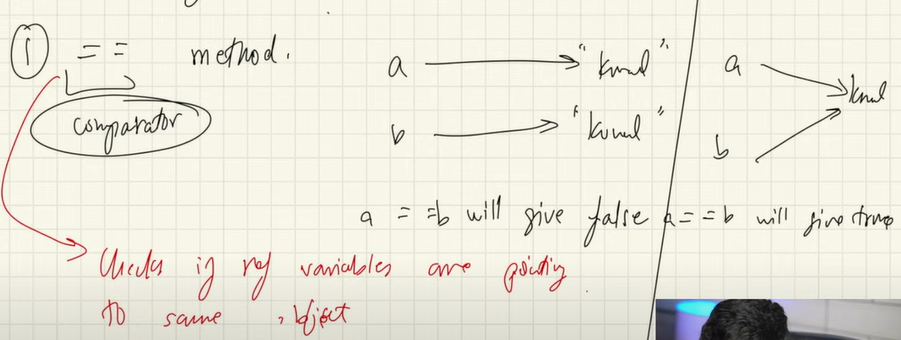 1 == method.
comparator
a → "kunal"
b → "kunal"
a == b will give false
a
b
kunal
a == b will give true
Checks if ref variables are pointing
to same object